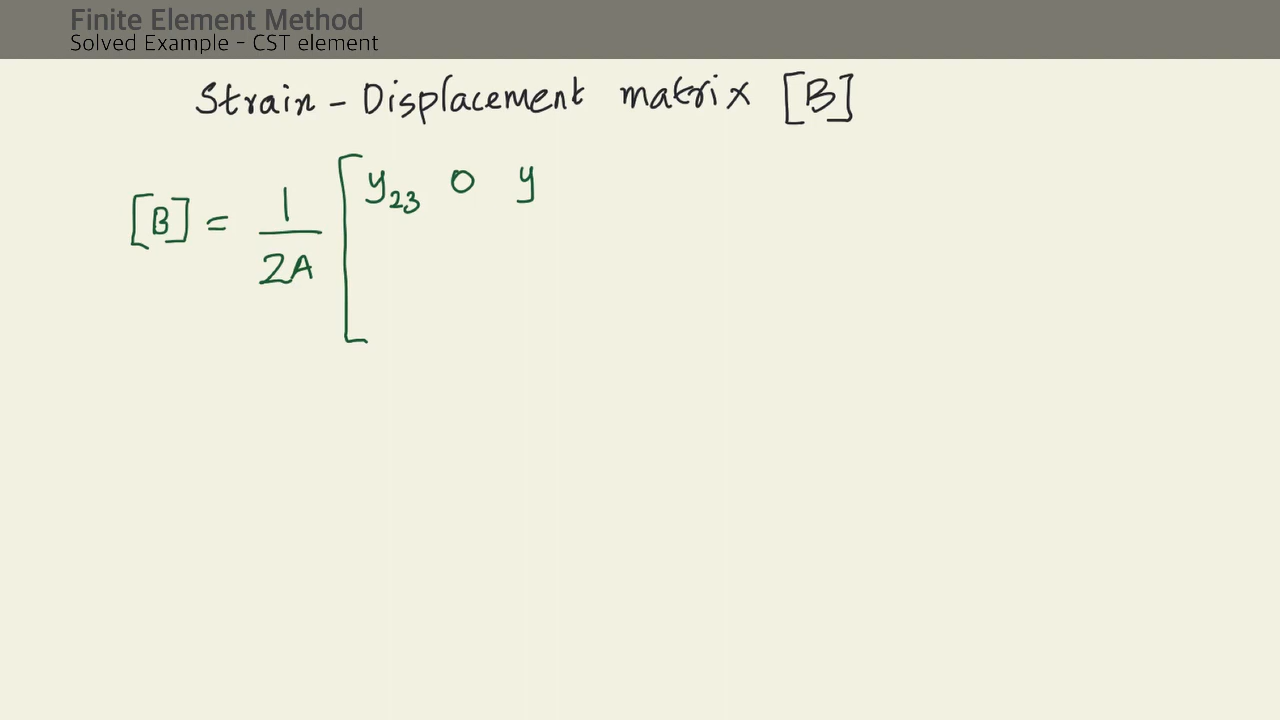 Finite Element Method
Solved Example - CST element
Strain - Displacement matrix [B]
[B] = 1/2A [ y₂₃ 0 y